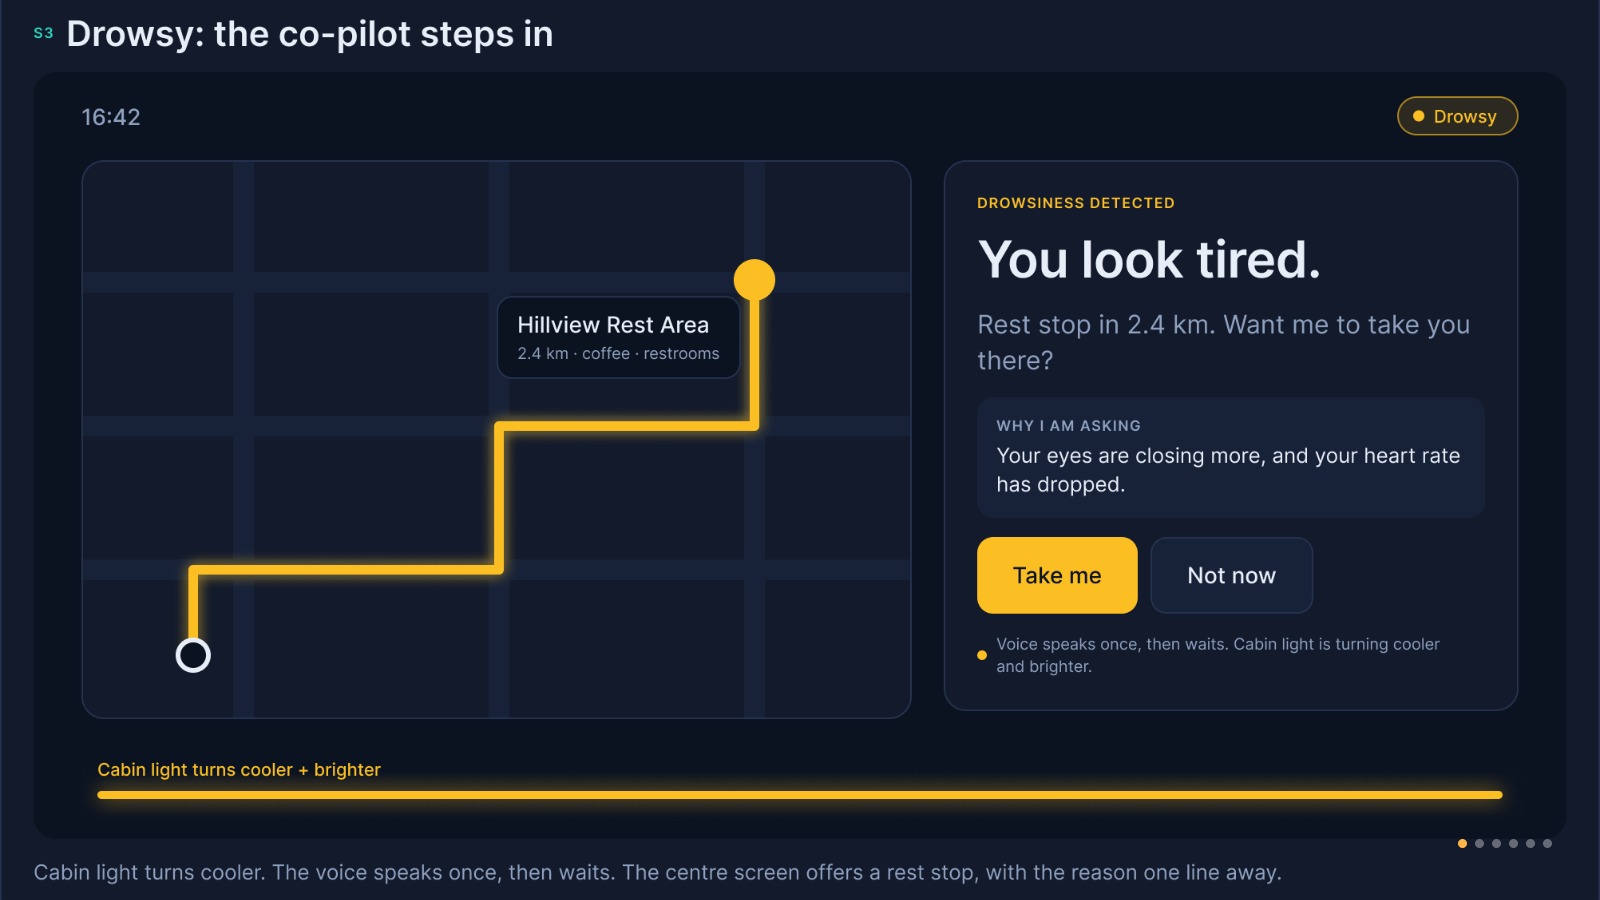 S3 Drowsy: the co-pilot steps in
16:42
Drowsy
Hillview Rest Area
2.4 km · coffee · restrooms
DROWSINESS DETECTED
You look tired.
Rest stop in 2.4 km. Want me to take you
there?
WHY I AM ASKING
Your eyes are closing more, and your heart rate
has dropped.
Take me
Not now
Voice speaks once, then waits. Cabin light is turning cooler
and brighter.
Cabin light turns cooler + brighter
Cabin light turns cooler. The voice speaks once, then waits. The centre screen offers a rest stop, with the reason one line away.